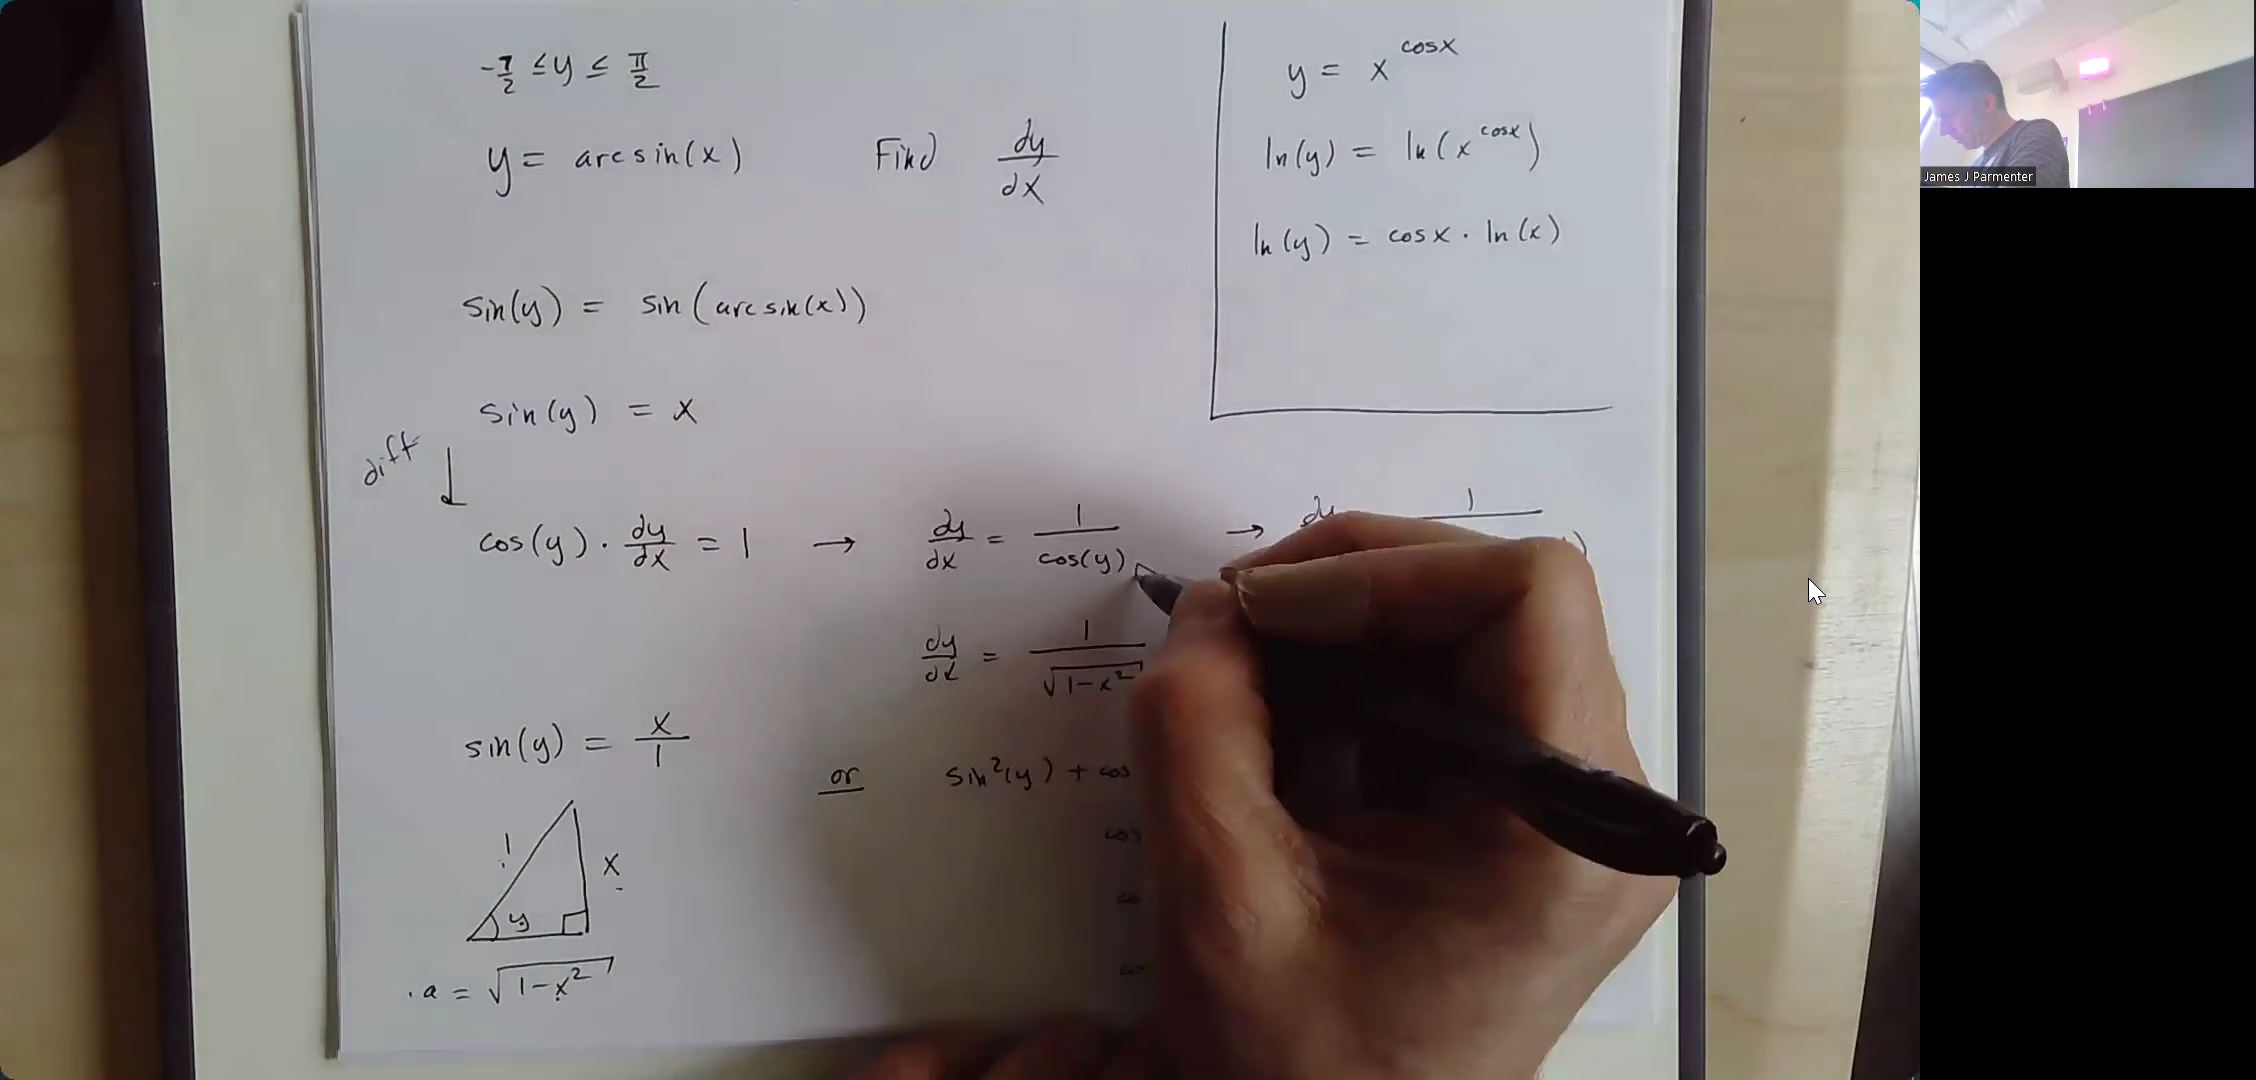 -π/2 ≤ y ≤ π/2
y = arcsin(x) Find dy/dx
sin(y) = sin(arcsin(x))
sin(y) = x
diff ↓
cos(y) · dy/dx = 1 → dy/dx = 1/cos(y) →
dy/dx = 1/√(1-x²)
sin(y) = x/1
or sin²(y) + cos
cos
1
x
y
a = √(1-x²)
y = x^cosx
ln(y) = ln(x^cosx)
ln(y) = cosx · ln(x)
James J Parmenter